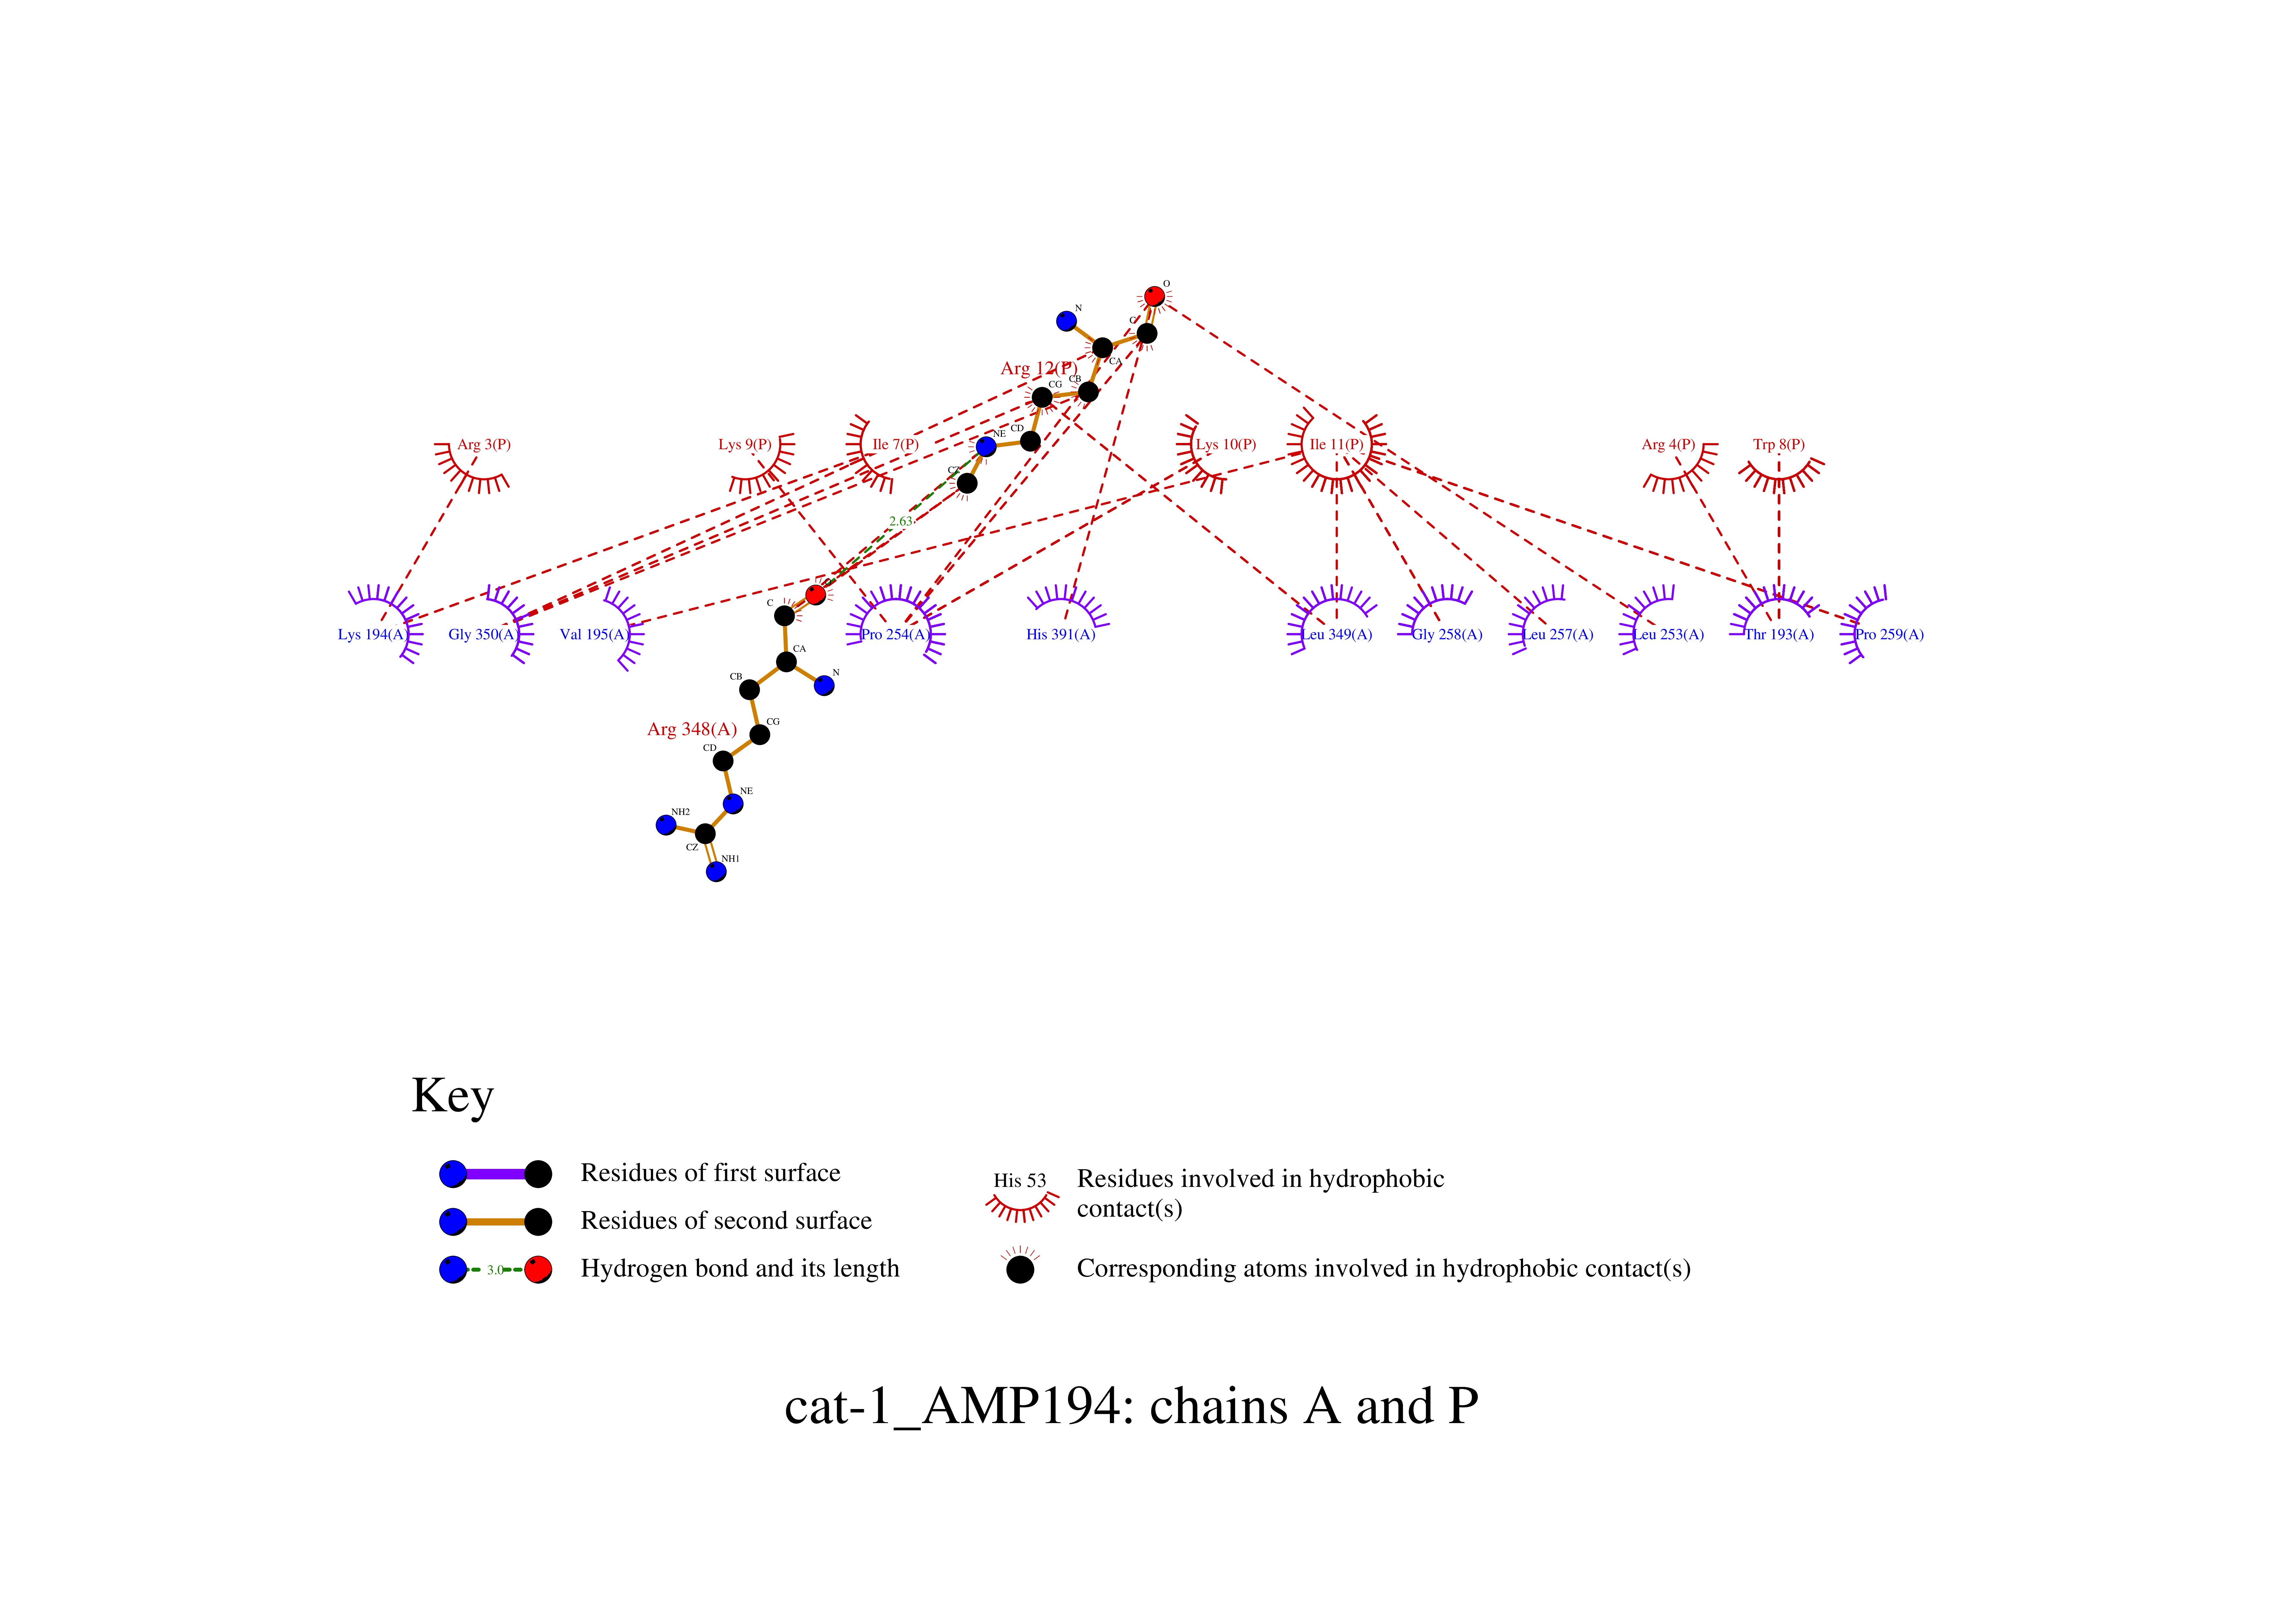 O
N
C
CA
Arg 12(P)
CB
CG
CD
NE
CZ
Arg 3(P)
Lys 9(P)
Ile 7(P)
Lys 10(P)
Ile 11(P)
Arg 4(P)
Trp 8(P)
2.63
O
C
Lys 194(A)
Gly 350(A)
Val 195(A)
Pro 254(A)
His 391(A)
Leu 349(A)
Gly 258(A)
Leu 257(A)
Leu 253(A)
Thr 193(A)
Pro 259(A)
CA
N
CB
CG
Arg 348(A)
CD
NE
NH2
CZ
NH1
Key
Residues of first surface
Residues of second surface
3.0
Hydrogen bond and its length
His 53
Residues involved in hydrophobic
contact(s)
Corresponding atoms involved in hydrophobic contact(s)
cat-1_AMP194: chains A and P